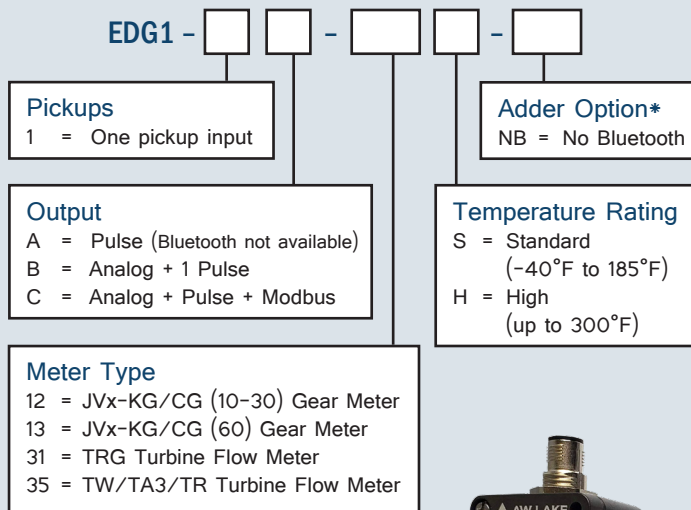 EDG1 –  –  –
Pickups
1 = One pickup input
Adder Option*
NB = No Bluetooth
Output
A = Pulse (Bluetooth not available)
B = Analog + 1 Pulse
C = Analog + Pulse + Modbus
Temperature Rating
S = Standard
(-40°F to 185°F)
H = High
(up to 300°F)
Meter Type
12 = JVx-KG/CG (10-30) Gear Meter
13 = JVx-KG/CG (60) Gear Meter
31 = TRG Turbine Flow Meter
35 = TW/TA3/TR Turbine Flow Meter
AW-LAKE